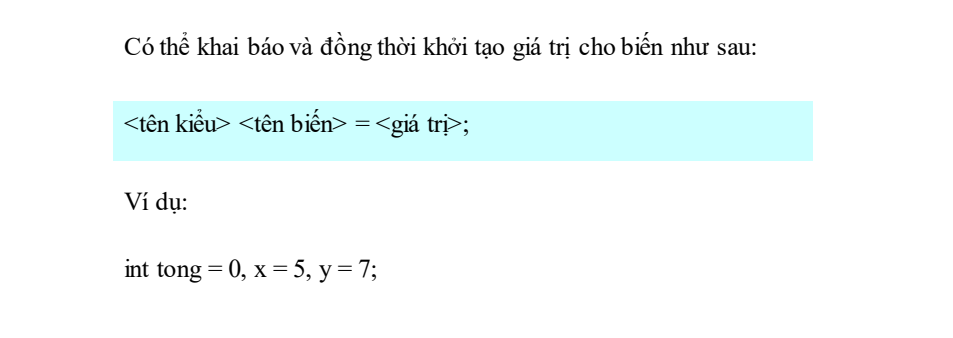 Có thể khai báo và đồng thời khởi tạo giá trị cho biến như sau:
<tên kiểu> <tên biến> = <giá trị>;
Ví dụ:
int tong = 0, x = 5, y = 7;